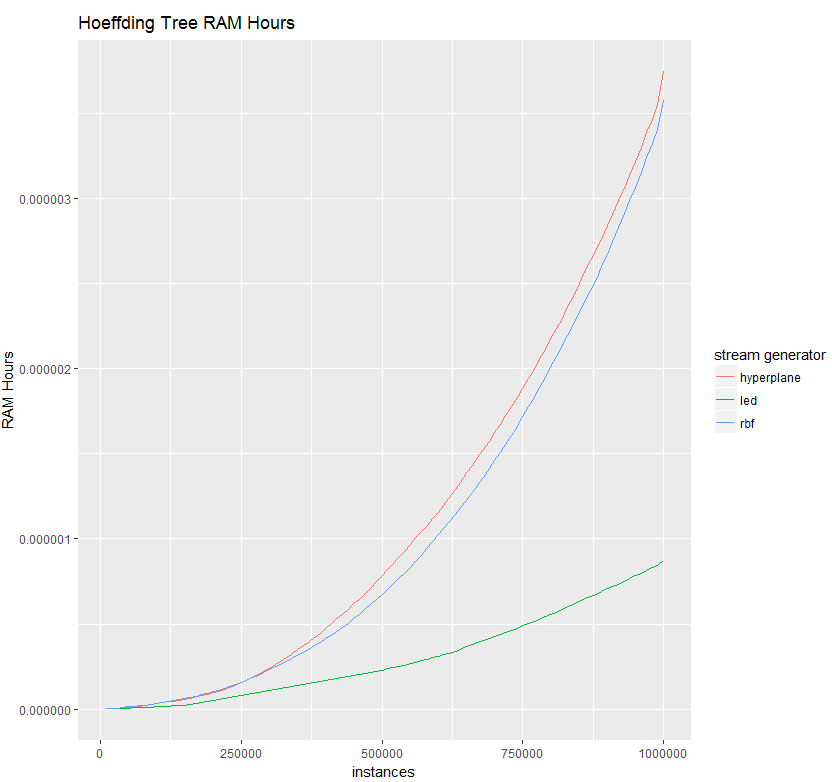 Hoeffding Tree RAM Hours
0.000003
0.000002
0.000001
0.000000
RAM Hours
0 250000 500000 750000 1000000
instances
stream generator
hyperplane
led
rbf